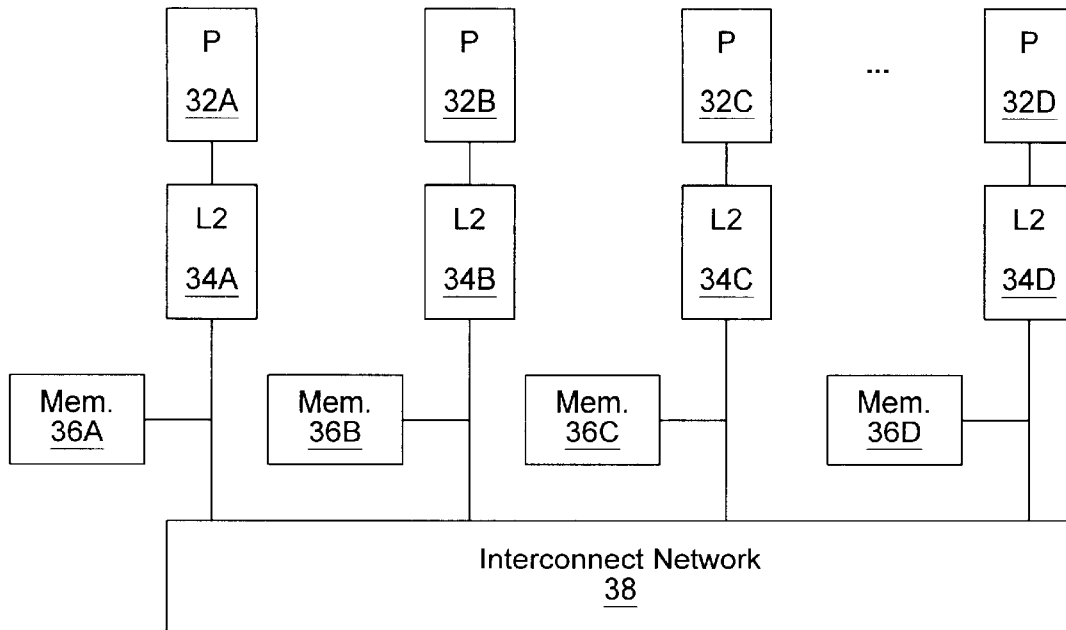 P
32A
P
32B
P
32C
...
P
32D
L2
34A
L2
34B
L2
34C
L2
34D
Mem.
36A
Mem.
36B
Mem.
36C
Mem.
36D
Interconnect Network
38